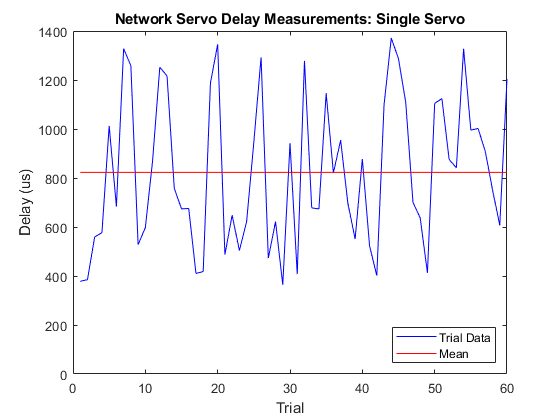 Network Servo Delay Measurements: Single Servo
1400
1200
1000
800
600
400
200
0
Delay (us)
0 10 20 30 40 50 60
Trial
Trial Data
Mean